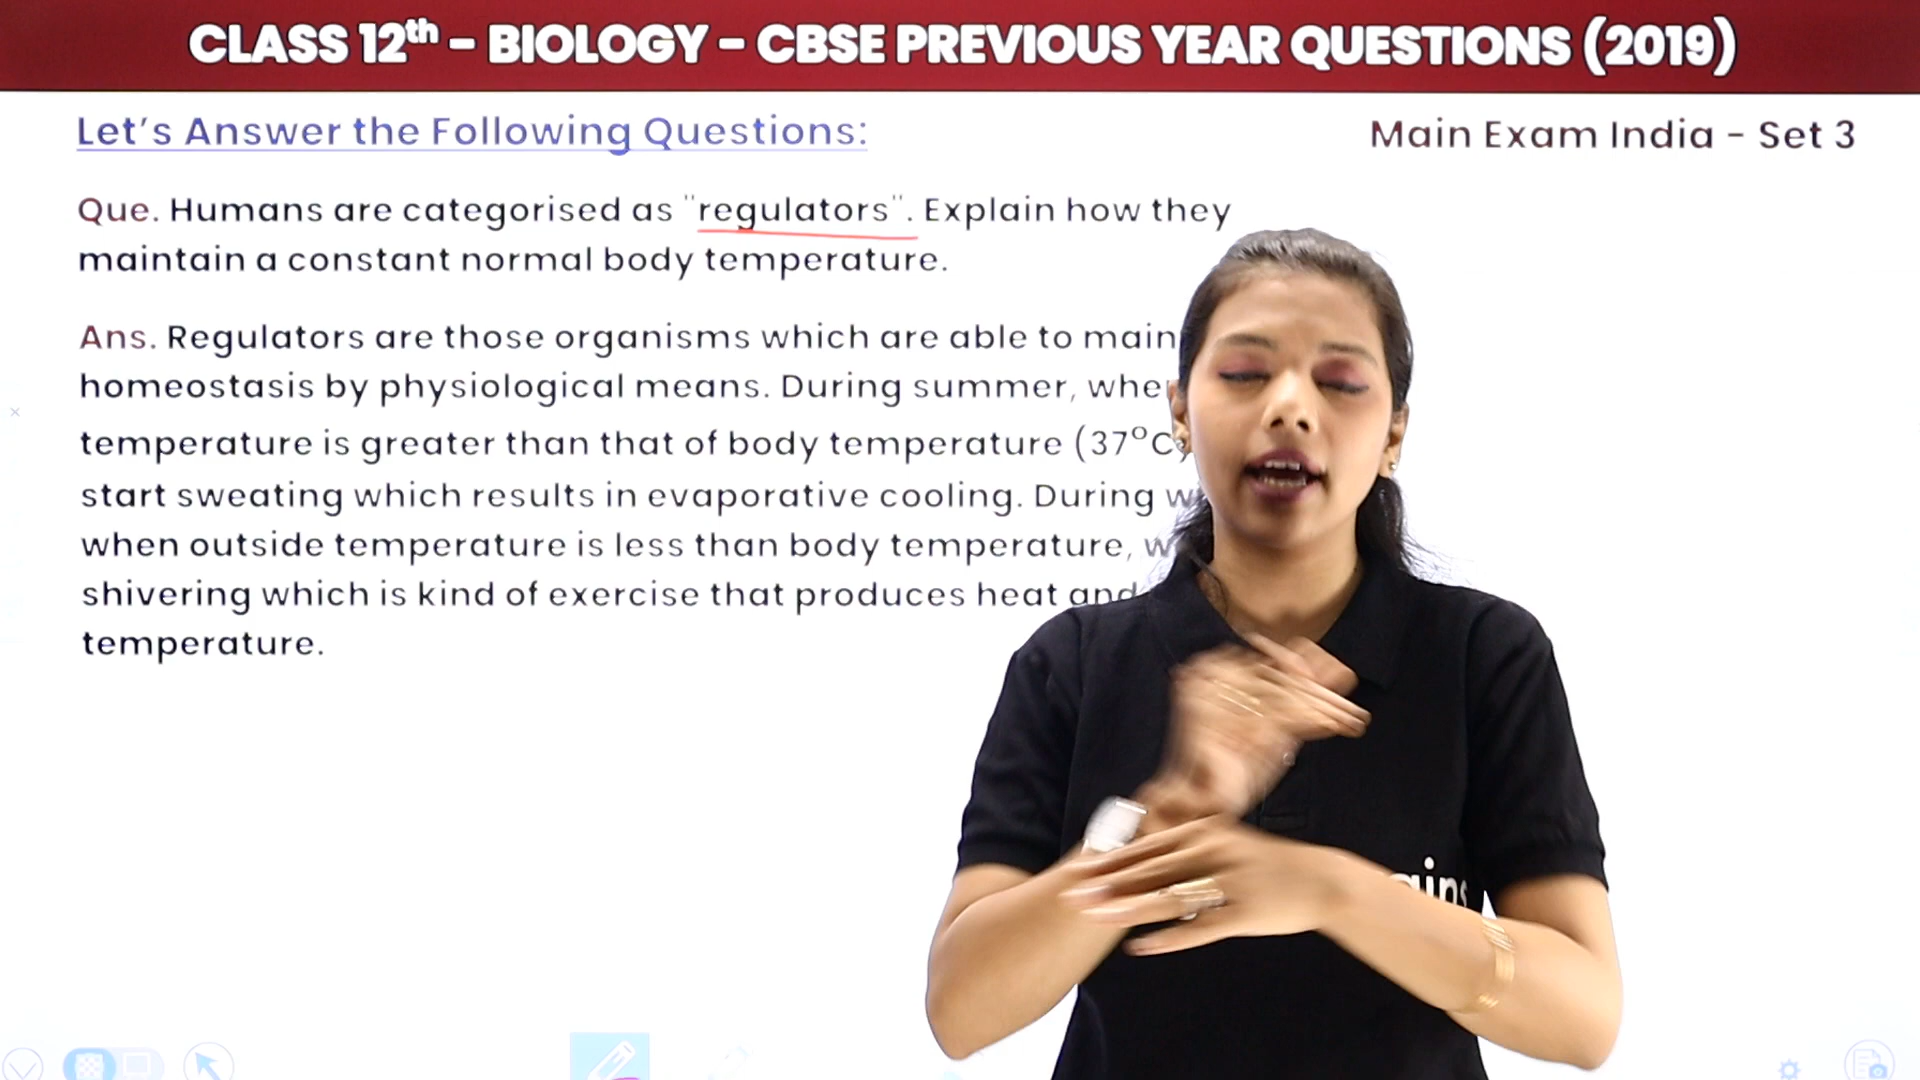 CLASS 12th - BIOLOGY - CBSE PREVIOUS YEAR QUESTIONS (2019)
Let's Answer the Following Questions:
Main Exam India - Set 3
Que. Humans are categorised as "regulators". Explain how they
maintain a constant normal body temperature.
Ans. Regulators are those organisms which are able to main
homeostasis by physiological means. During summer, whe
temperature is greater than that of body temperature (37°C)
start sweating which results in evaporative cooling. During w
when outside temperature is less than body temperature, w
shivering which is kind of exercise that produces heat and
temperature.